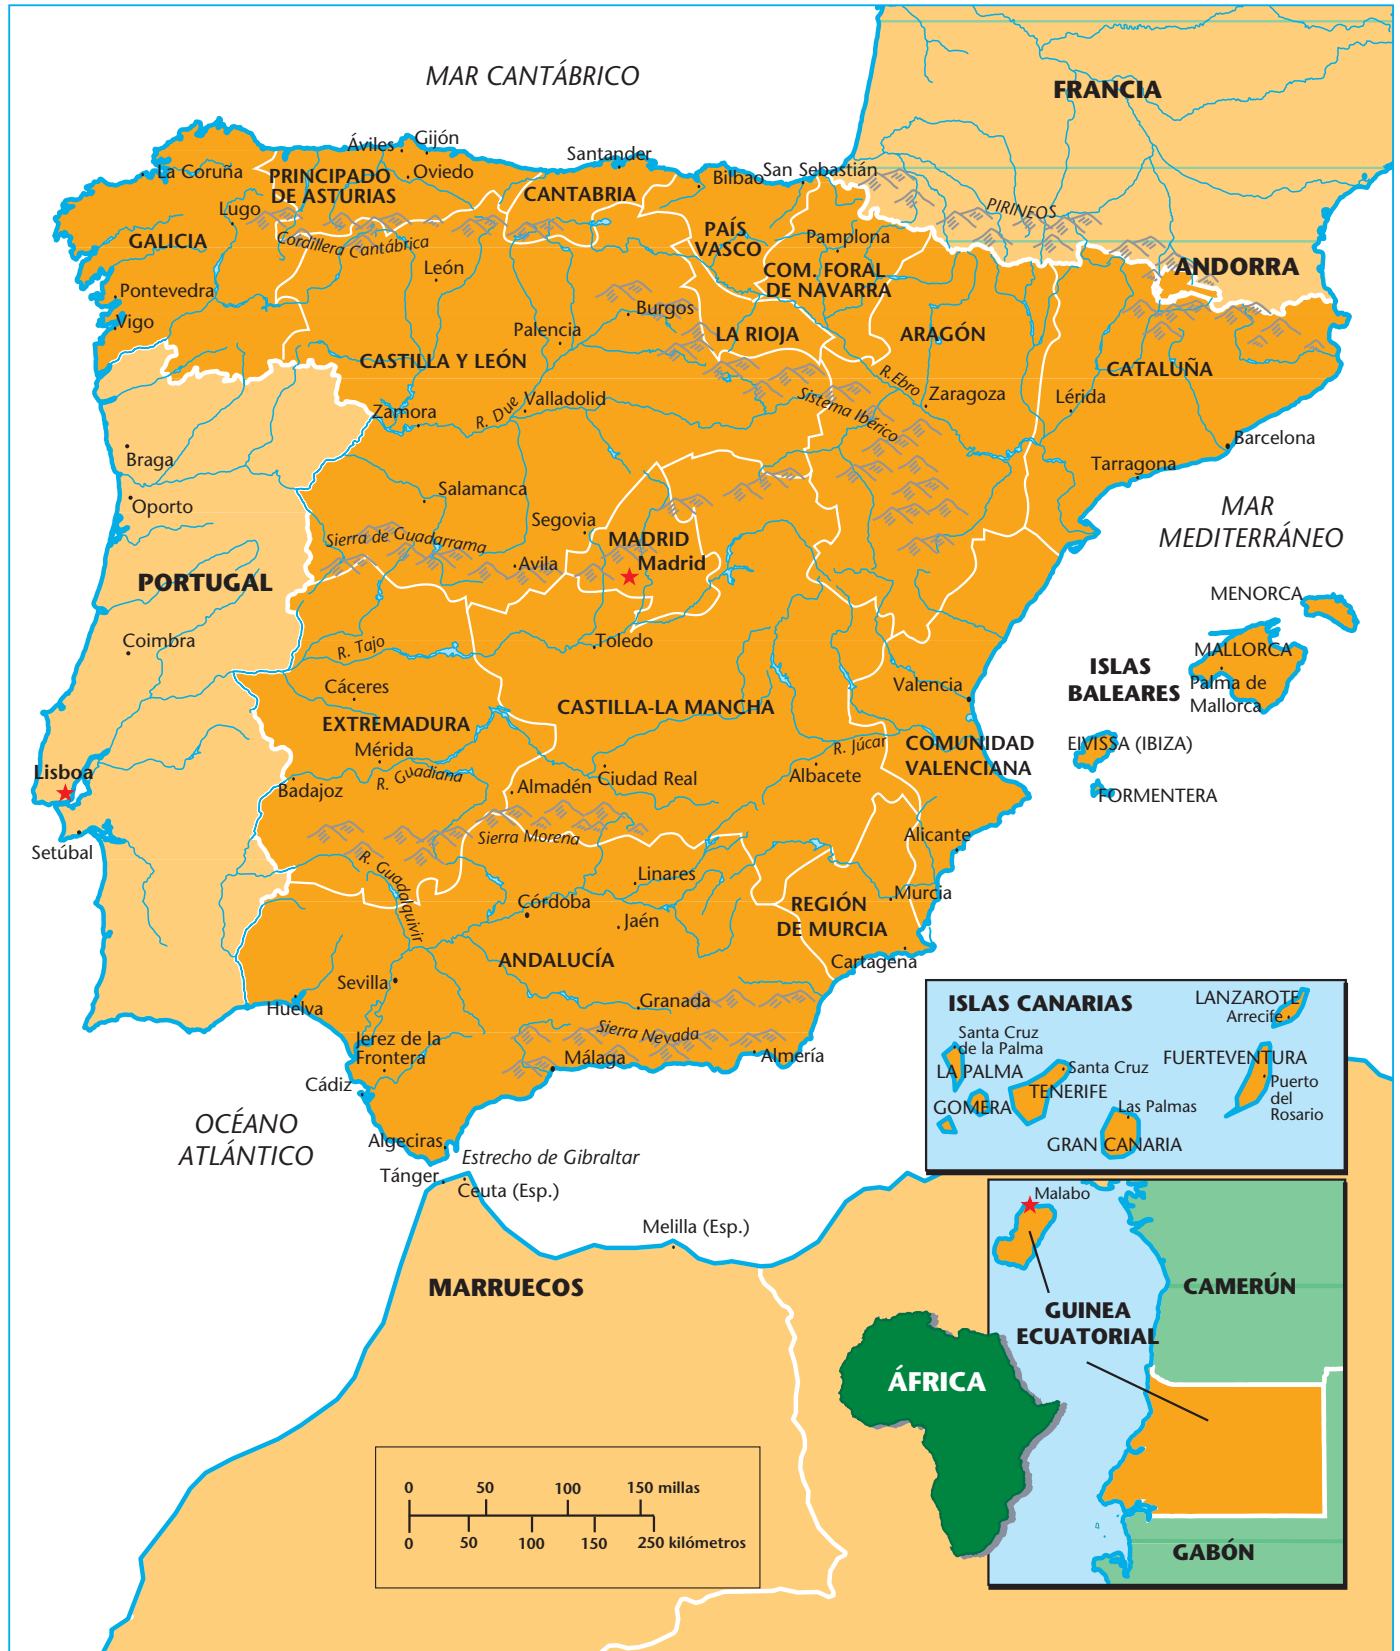 MAR CANTÁBRICO
FRANCIA
Áviles
Gijón
Santander
La Coruña
PRINCIPADO
DE ASTURIAS
Oviedo
CANTABRIA
Bilbao
San Sebastián
Lugo
PIRINEOS
GALICIA
Cordillera Cantábrica
PAÍS
VASCO
Pamplona
León
COM. FORAL
DE NAVARRA
ANDORRA
Pontevedra
Vigo
Burgos
Palencia
LA RIOJA
ARAGÓN
CASTILLA Y LEÓN
CATALUÑA
R.Ebro
Zaragoza
Lérida
Zamora
R. Due
Valladolid
Sistema Ibérico
Barcelona
Braga
Tarragona
Oporto
Salamanca
MAR
MEDITERRÁNEO
Segovia
Sierra de Guadarrama
MADRID
Madrid
Avila
PORTUGAL
MENORCA
Coimbra
R. Tajo
Toledo
MALLORCA
ISLAS
BALEARES
Palma de
Mallorca
Cáceres
Valencia
EXTREMADURA
CASTILLA-LA MANCHA
Mérida
R. Júcar
COMUNIDAD
VALENCIANA
EIVISSA (IBIZA)
Lisboa
Badajoz
R. Guadiana
Almadén
Ciudad Real
Albacete
FORMENTERA
Setúbal
Sierra Morena
Alicante
R. Guadalquivir
Linares
Córdoba
Jaén
Murcia
REGIÓN
DE MURCIA
ANDALUCÍA
Cartagena
Sevilla
Huelva
Granada
Sierra Nevada
Jerez de la
Frontera
Málaga
Almería
Cádiz
OCÉANO
ATLÁNTICO
Algeciras
Estrecho de Gibraltar
Tánger
Ceuta (Esp.)
Melilla (Esp.)
MARRUECOS
ISLAS CANARIAS
LANZAROTE
Arrecife
Santa Cruz
de la Palma
LA PALMA
Santa Cruz
TENERIFE
FUERTEVENTURA
Puerto
del
Rosario
GOMERA
Las Palmas
GRAN CANARIA
Malabo
CAMERÚN
GUINEA
ECUATORIAL
ÁFRICA
GABÓN
0 50 100 150 millas
0 50 100 150 250 kilómetros